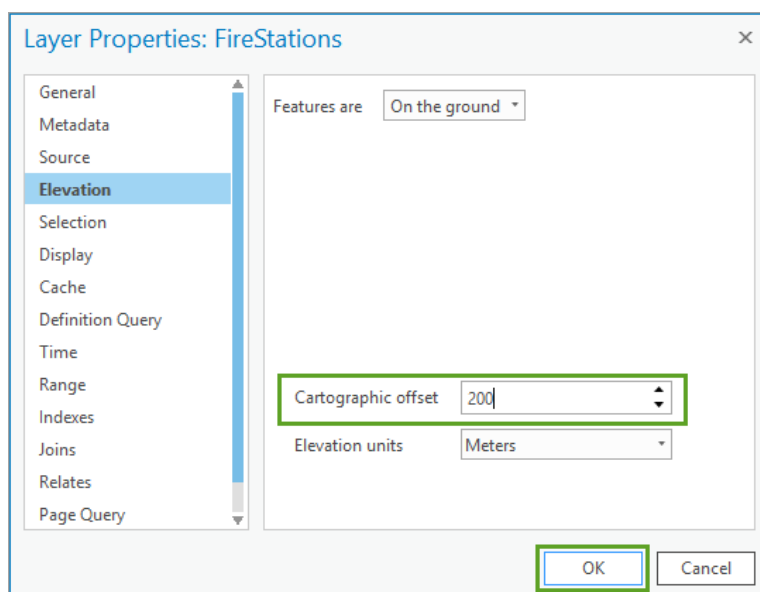 Layer Properties: FireStations
General
Metadata
Source
Elevation
Selection
Display
Cache
Definition Query
Time
Range
Indexes
Joins
Relates
Page Query
Features are On the ground
Cartographic offset 200
Elevation units Meters
OK Cancel